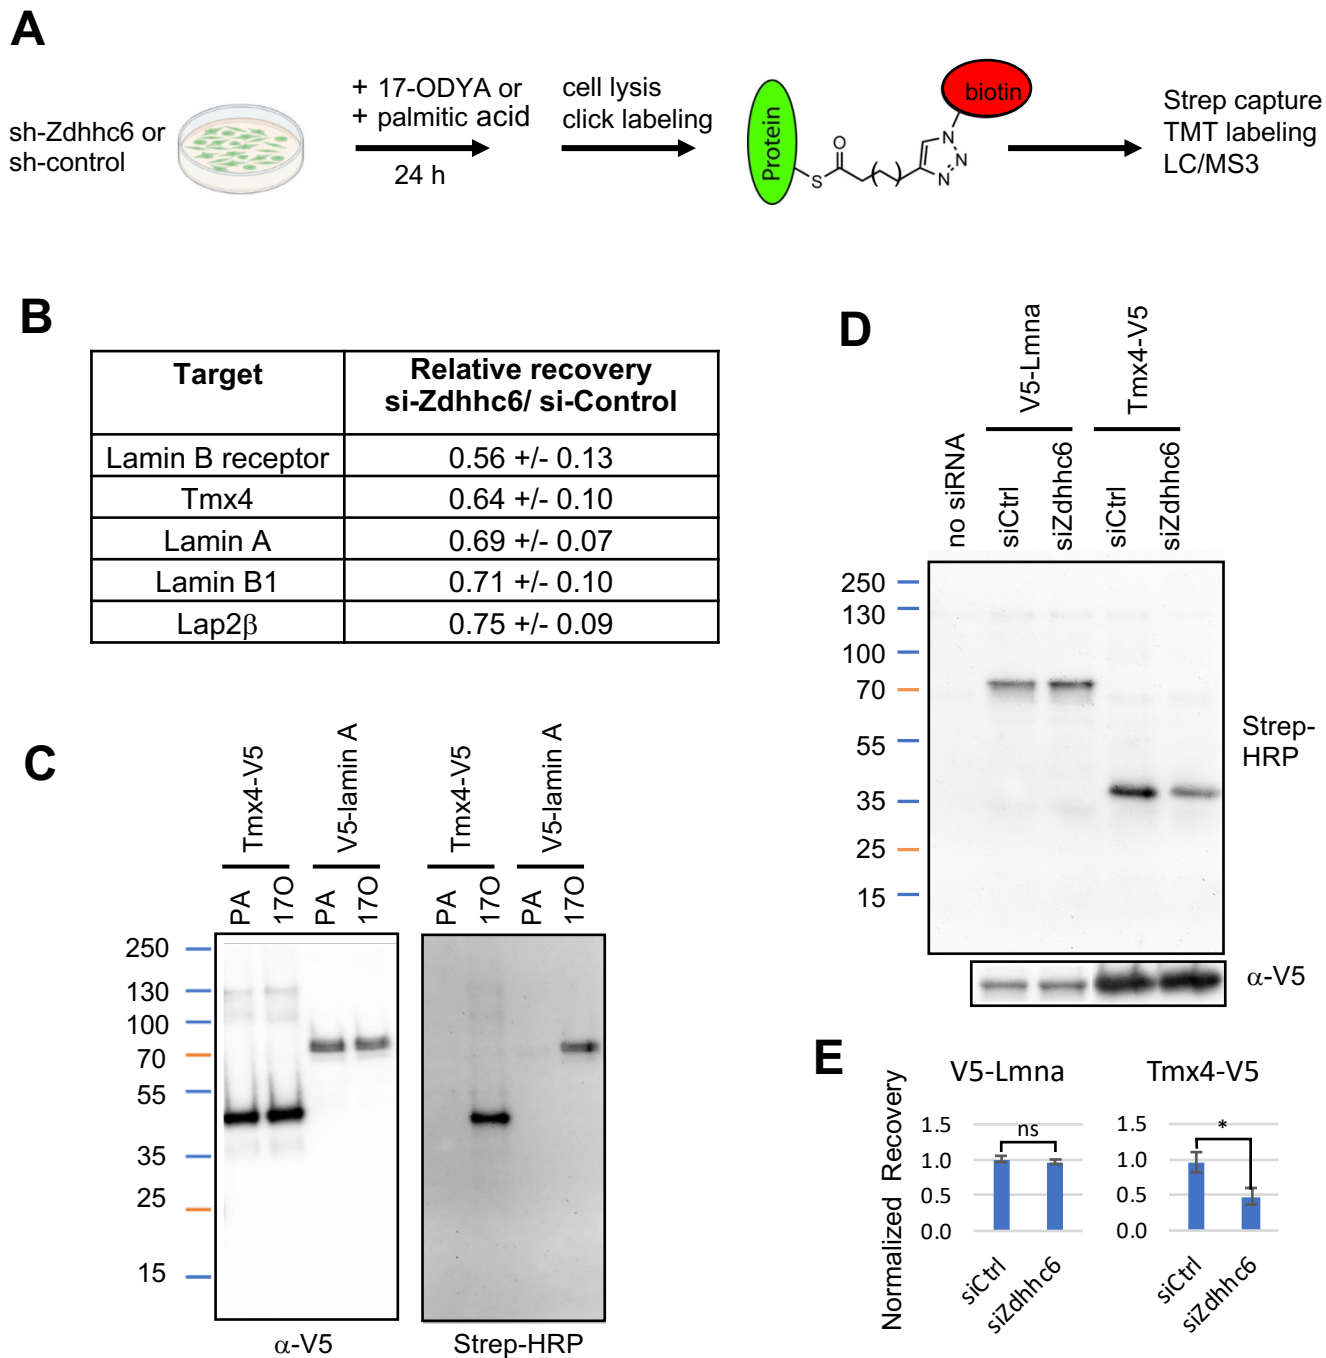 A
sh-Zdhhc6 or
sh-control
+ 17-ODYA or
+ palmitic acid
24 h
cell lysis
click labeling
Protein
S
O
N
N
N
biotin
Strep capture
TMT labeling
LC/MS3
B
Target
Relative recovery
si-Zdhhc6/ si-Control
Lamin B receptor
0.56 +/- 0.13
Tmx4
0.64 +/- 0.10
Lamin A
0.69 +/- 0.07
Lamin B1
0.71 +/- 0.10
Lap2β
0.75 +/- 0.09
C
Tmx4-V5
V5-lamin A
Tmx4-V5
V5-lamin A
PA
17O
PA
17O
PA
17O
PA
17O
250
130
100
70
55
35
25
15
α-V5
Strep-HRP
D
V5-Lmna
Tmx4-V5
no siRNA
siCtrl
siZdhhc6
siCtrl
siZdhhc6
250
130
100
70
55
35
25
15
Strep-
HRP
α-V5
E
Normalized Recovery
V5-Lmna
1.5
1.0
0.5
0.0
ns
siCtrl
siZdhhc6
Tmx4-V5
1.5
1.0
0.5
0.0
*
siCtrl
siZdhhc6